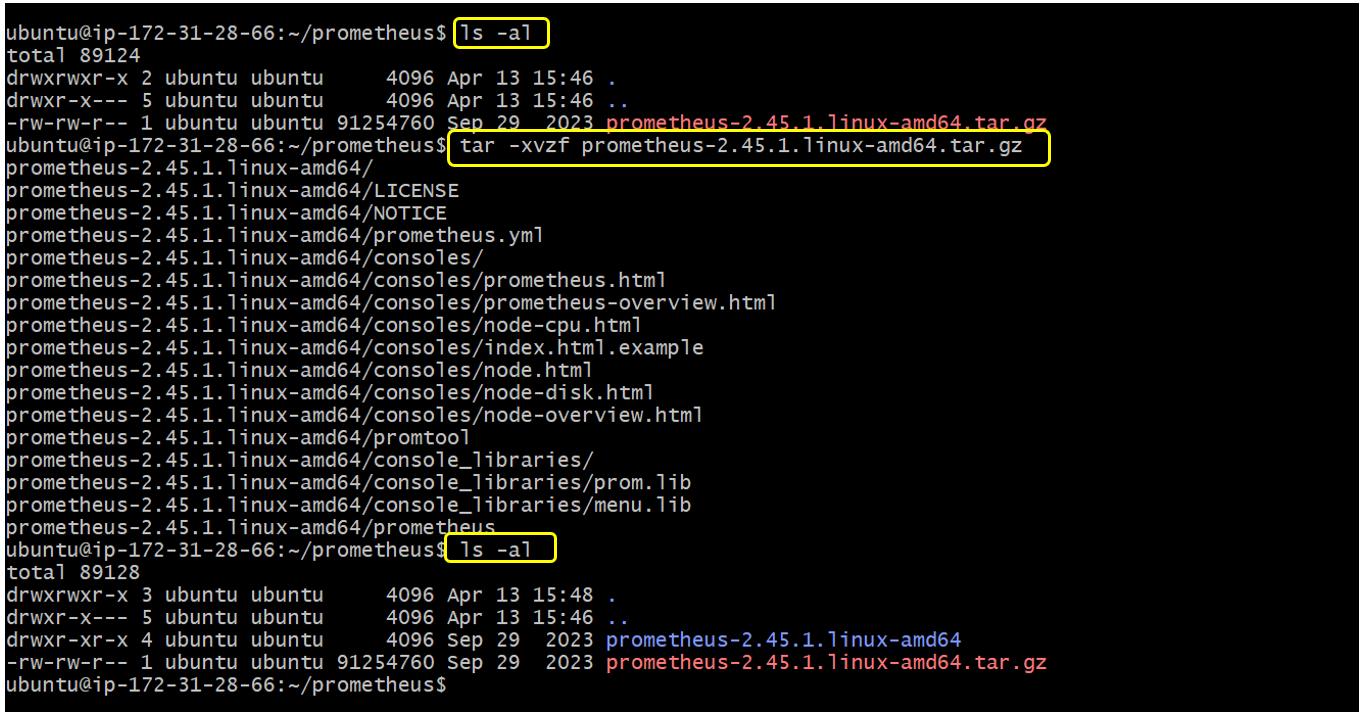 ubuntu@ip-172-31-28-66:~/prometheus$ ls -al
total 89124
drwxrwxr-x 2 ubuntu ubuntu     4096 Apr 13 15:46 .
drwxr-x--- 5 ubuntu ubuntu     4096 Apr 13 15:46 ..
-rw-rw-r-- 1 ubuntu ubuntu 91254760 Sep 29  2023 prometheus-2.45.1.linux-amd64.tar.gz
ubuntu@ip-172-31-28-66:~/prometheus$ tar -xvzf prometheus-2.45.1.linux-amd64.tar.gz
prometheus-2.45.1.linux-amd64/
prometheus-2.45.1.linux-amd64/LICENSE
prometheus-2.45.1.linux-amd64/NOTICE
prometheus-2.45.1.linux-amd64/prometheus.yml
prometheus-2.45.1.linux-amd64/consoles/
prometheus-2.45.1.linux-amd64/consoles/prometheus.html
prometheus-2.45.1.linux-amd64/consoles/prometheus-overview.html
prometheus-2.45.1.linux-amd64/consoles/node-cpu.html
prometheus-2.45.1.linux-amd64/consoles/index.html.example
prometheus-2.45.1.linux-amd64/consoles/node.html
prometheus-2.45.1.linux-amd64/consoles/node-disk.html
prometheus-2.45.1.linux-amd64/consoles/node-overview.html
prometheus-2.45.1.linux-amd64/promtool
prometheus-2.45.1.linux-amd64/console_libraries/
prometheus-2.45.1.linux-amd64/console_libraries/prom.lib
prometheus-2.45.1.linux-amd64/console_libraries/menu.lib
prometheus-2.45.1.linux-amd64/prometheus
ubuntu@ip-172-31-28-66:~/prometheus$ ls -al
total 89128
drwxrwxr-x 3 ubuntu ubuntu     4096 Apr 13 15:48 .
drwxr-x--- 5 ubuntu ubuntu     4096 Apr 13 15:46 ..
drwxr-xr-x 4 ubuntu ubuntu     4096 Sep 29  2023 prometheus-2.45.1.linux-amd64
-rw-rw-r-- 1 ubuntu ubuntu 91254760 Sep 29  2023 prometheus-2.45.1.linux-amd64.tar.gz
ubuntu@ip-172-31-28-66:~/prometheus$